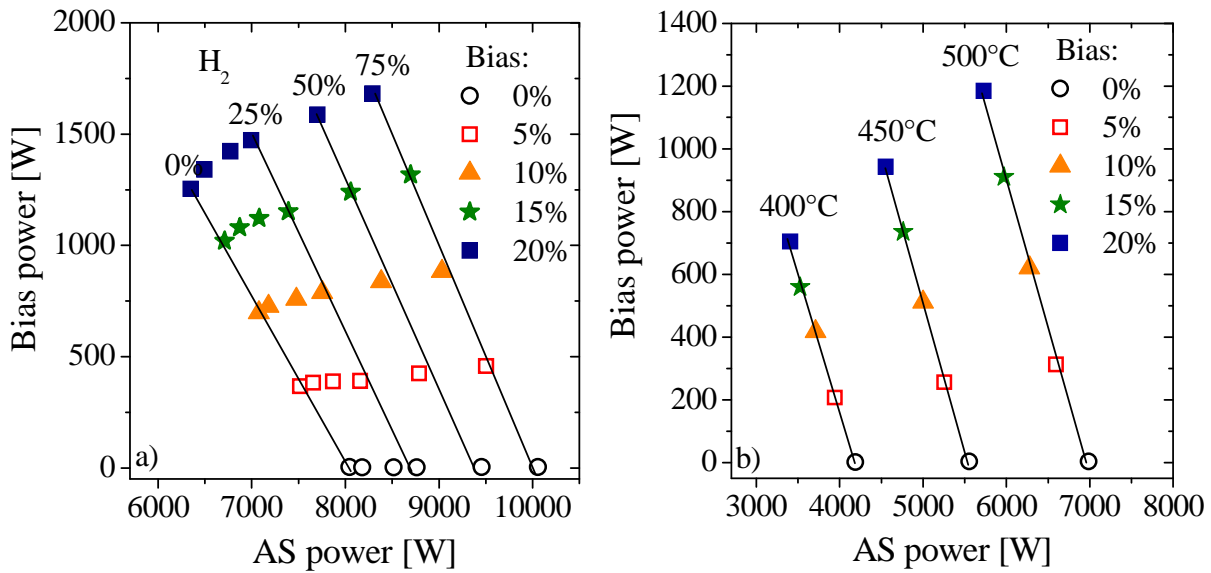 2000
1500
1000
500
0
Bias power [W]
H2
0%
25%
50%
75%
Bias:
0%
5%
10%
15%
20%
a)
6000 7000 8000 9000 10000
AS power [W]
1400
1200
1000
800
600
400
200
0
Bias power [W]
400°C
450°C
500°C
Bias:
0%
5%
10%
15%
20%
b)
3000 4000 5000 6000 7000 8000
AS power [W]